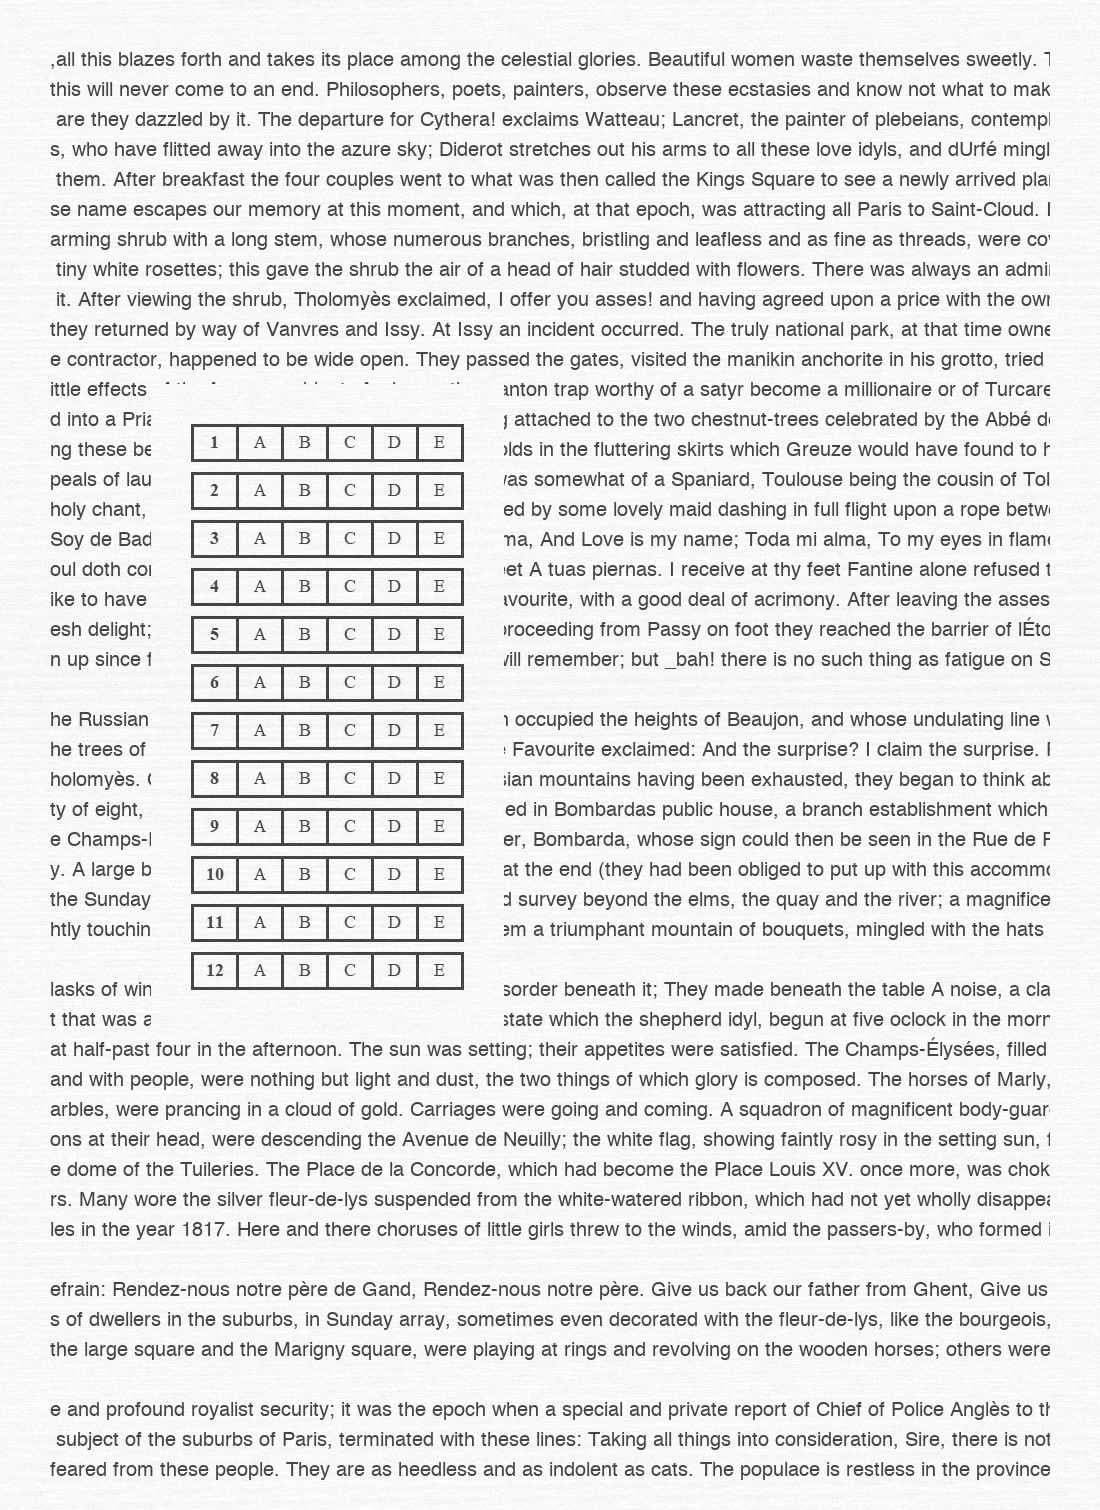 ,all this blazes forth and takes its place among the celestial glories. Beautiful women waste themselves sweetly.
this will never come to an end. Philosophers, poets, painters, observe these ecstasies and know not what to mak
are they dazzled by it. The departure for Cythera! exclaims Watteau; Lancret, the painter of plebeians, contempl
s, who have flitted away into the azure sky; Diderot stretches out his arms to all these love idyls, and dUrfé mingl
them. After breakfast the four couples went to what was then called the Kings Square to see a newly arrived plan
se name escapes our memory at this moment, and which, at that epoch, was attracting all Paris to Saint-Cloud. I
arming shrub with a long stem, whose numerous branches, bristling and leafless and as fine as threads, were cov
tiny white rosettes; this gave the shrub the air of a head of hair studded with flowers. There was always an admi
it. After viewing the shrub, Tholomyès exclaimed, I offer you asses! and having agreed upon a price with the own
they returned by way of Vanvres and Issy. At Issy an incident occurred. The truly national park, at that time owne
e contractor, happened to be wide open. They passed the gates, visited the manikin anchorite in his grotto, tried
ittle effects anton trap worthy of a satyr become a millionaire or of Turcare
d into a Pria g attached to the two chestnut-trees celebrated by the Abbé de
ng these be olds in the fluttering skirts which Greuze would have found to h
peals of lau was somewhat of a Spaniard, Toulouse being the cousin of Tol
holy chant, ed by some lovely maid dashing in full flight upon a rope betwe
Soy de Bad ma, And Love is my name; Toda mi alma, To my eyes in flame
oul doth con eet A tuas piernas. I receive at thy feet Fantine alone refused t
ike to have avourite, with a good deal of acrimony. After leaving the asses
esh delight; proceeding from Passy on foot they reached the barrier of lÉto
n up since f will remember; but _bah! there is no such thing as fatigue on S
he Russian n occupied the heights of Beaujon, and whose undulating line w
he trees of e Favourite exclaimed: And the surprise? I claim the surprise.
holomyès. sian mountains having been exhausted, they began to think ab
ty of eight, ed in Bombardas public house, a branch establishment which
e Champs- er, Bombarda, whose sign could then be seen in the Rue de R
y. A large b at the end (they had been obliged to put up with this accommo
the Sunday d survey beyond the elms, the quay and the river; a magnifice
htly touchin em a triumphant mountain of bouquets, mingled with the hats
lasks of win sorder beneath it; They made beneath the table A noise, a cla
t that was a state which the shepherd idyl, begun at five oclock in the morn
1 A B C D E
2 A B C D E
3 A B C D E
4 A B C D E
5 A B C D E
6 A B C D E
7 A B C D E
8 A B C D E
9 A B C D E
10 A B C D E
11 A B C D E
12 A B C D E
at half-past four in the afternoon. The sun was setting; their appetites were satisfied. The Champs-Élysées, filled
and with people, were nothing but light and dust, the two things of which glory is composed. The horses of Marly,
arbles, were prancing in a cloud of gold. Carriages were going and coming. A squadron of magnificent body-guar
ons at their head, were descending the Avenue de Neuilly; the white flag, showing faintly rosy in the setting sun, f
e dome of the Tuileries. The Place de la Concorde, which had become the Place Louis XV. once more, was chok
rs. Many wore the silver fleur-de-lys suspended from the white-watered ribbon, which had not yet wholly disappea
les in the year 1817. Here and there choruses of little girls threw to the winds, amid the passers-by, who formed i
efrain: Rendez-nous notre père de Gand, Rendez-nous notre père. Give us back our father from Ghent, Give us
s of dwellers in the suburbs, in Sunday array, sometimes even decorated with the fleur-de-lys, like the bourgeois,
the large square and the Marigny square, were playing at rings and revolving on the wooden horses; others were
e and profound royalist security; it was the epoch when a special and private report of Chief of Police Anglès to th
subject of the suburbs of Paris, terminated with these lines: Taking all things into consideration, Sire, there is not
feared from these people. They are as heedless and as indolent as cats. The populace is restless in the province